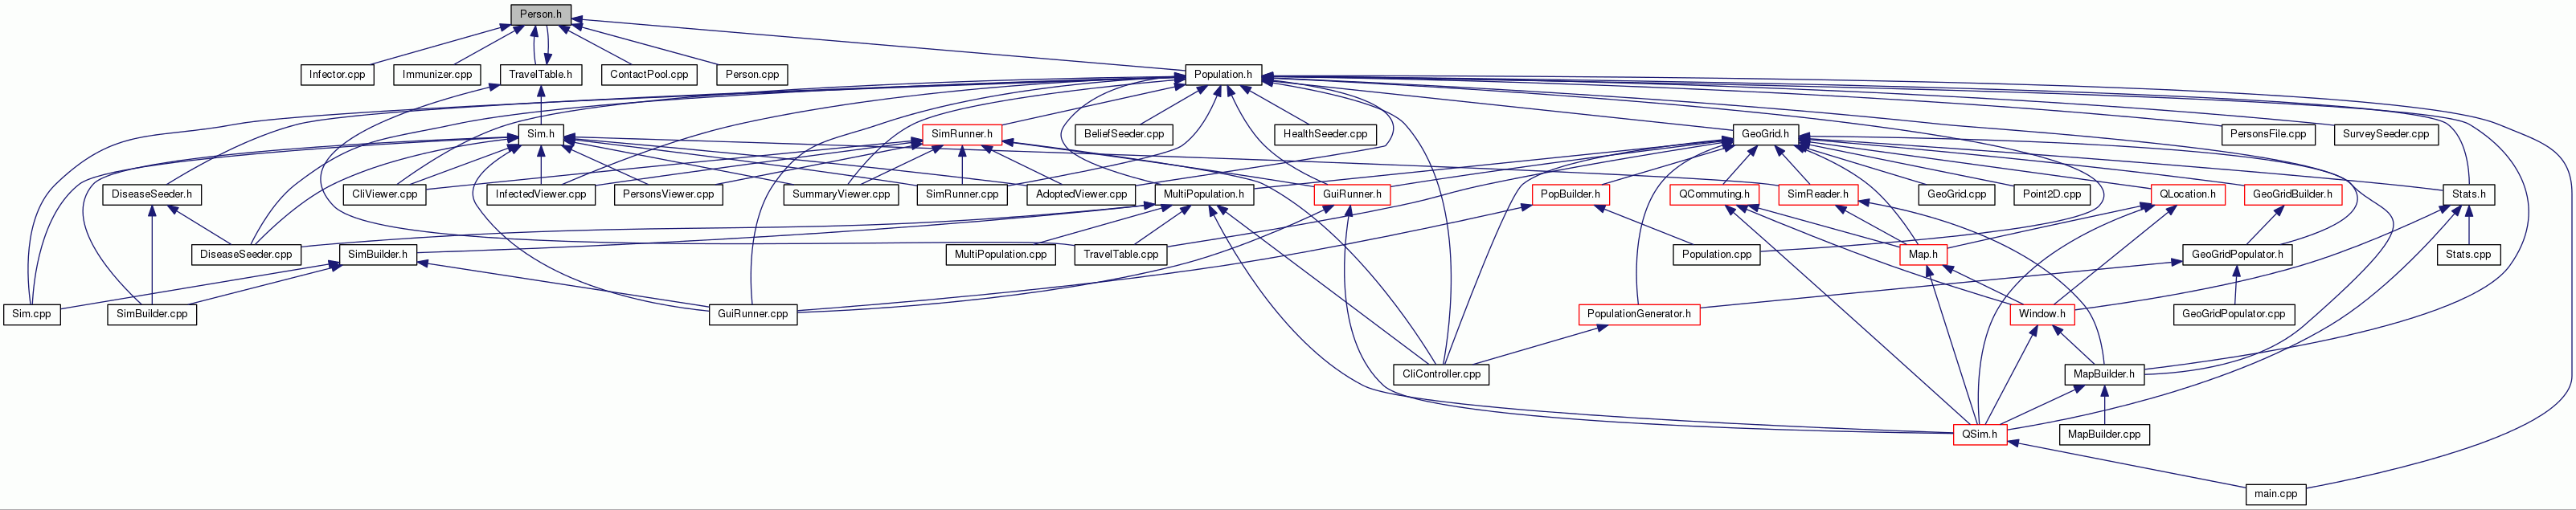 Person.h
Infector.cpp
Immunizer.cpp
TravelTable.h
ContactPool.cpp
Person.cpp
Population.h
Sim.h
SimRunner.h
BeliefSeeder.cpp
HealthSeeder.cpp
GeoGrid.h
PersonsFile.cpp
SurveySeeder.cpp
DiseaseSeeder.h
CliViewer.cpp
InfectedViewer.cpp
PersonsViewer.cpp
SummaryViewer.cpp
SimRunner.cpp
AdoptedViewer.cpp
MultiPopulation.h
GuiRunner.h
PopBuilder.h
QCommuting.h
SimReader.h
GeoGrid.cpp
Point2D.cpp
QLocation.h
GeoGridBuilder.h
Stats.h
DiseaseSeeder.cpp
SimBuilder.h
MultiPopulation.cpp
TravelTable.cpp
Population.cpp
Map.h
GeoGridPopulator.h
Stats.cpp
Sim.cpp
SimBuilder.cpp
GuiRunner.cpp
PopulationGenerator.h
Window.h
GeoGridPopulator.cpp
CliController.cpp
MapBuilder.h
QSim.h
MapBuilder.cpp
main.cpp